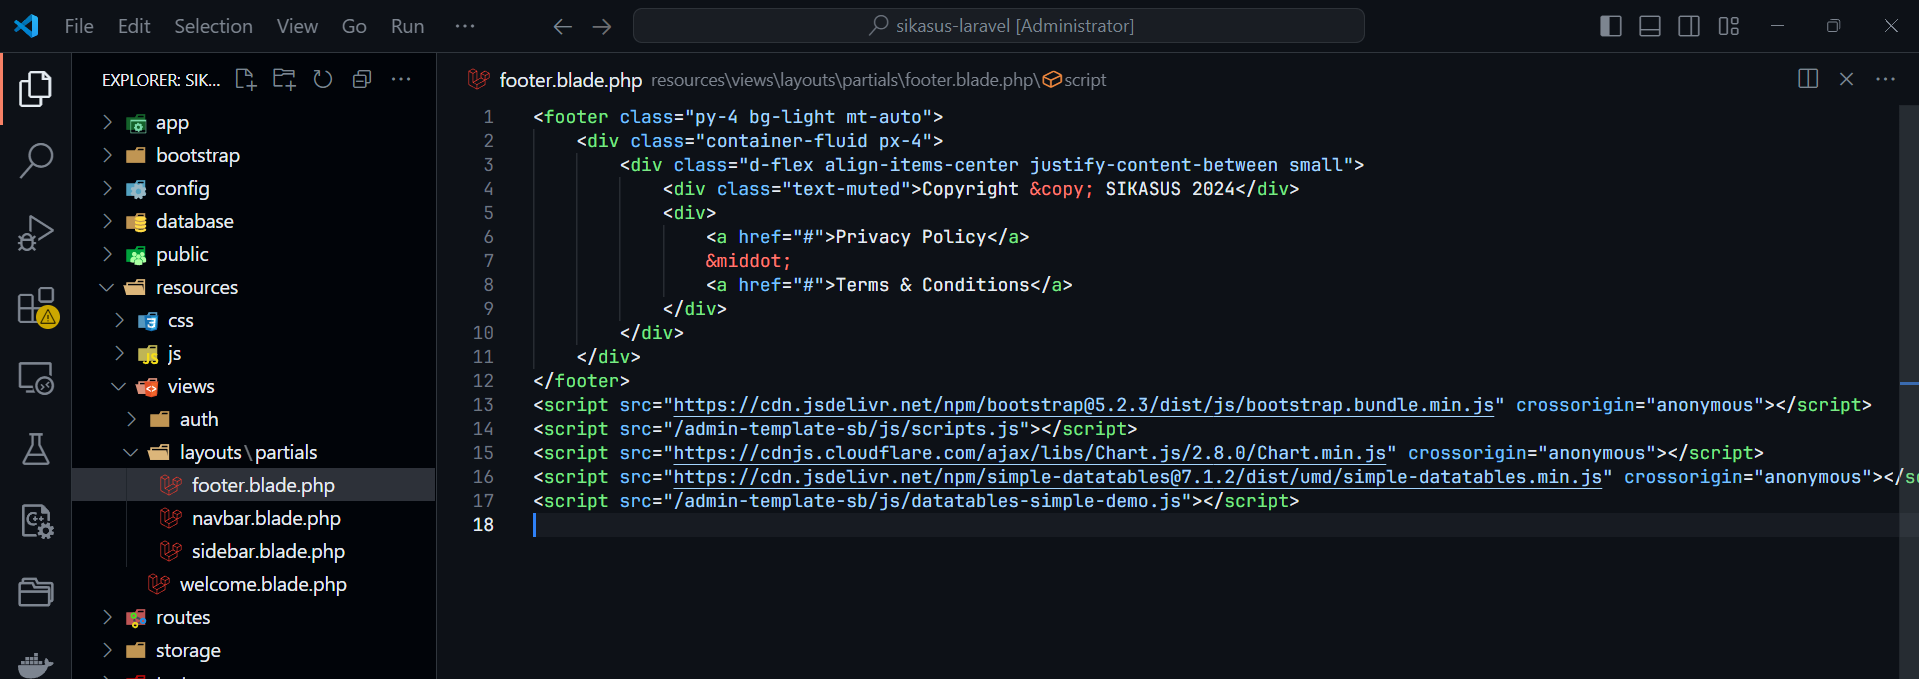 File Edit Selection View Go Run ··· sikasus-laravel [Administrator]
EXPLORER: SIK...
app
bootstrap
config
database
public
resources
css
js
views
auth
layouts\partials
footer.blade.php
navbar.blade.php
sidebar.blade.php
welcome.blade.php
routes
storage
footer.blade.php resources\views\layouts\partials\footer.blade.php\script
1 <footer class="py-4 bg-light mt-auto">
2 <div class="container-fluid px-4">
3 <div class="d-flex align-items-center justify-content-between small">
4 <div class="text-muted">Copyright &copy; SIKASUS 2024</div>
5 <div>
6 <a href="#">Privacy Policy</a>
7 &middot;
8 <a href="#">Terms & Conditions</a>
9 </div>
10 </div>
11 </div>
12 </footer>
13 <script src="https://cdn.jsdelivr.net/npm/bootstrap@5.2.3/dist/js/bootstrap.bundle.min.js" crossorigin="anonymous"></script>
14 <script src="/admin-template-sb/js/scripts.js"></script>
15 <script src="https://cdnjs.cloudflare.com/ajax/libs/Chart.js/2.8.0/Chart.min.js" crossorigin="anonymous"></script>
16 <script src="https://cdn.jsdelivr.net/npm/simple-datatables@7.1.2/dist/umd/simple-datatables.min.js" crossorigin="anonymous"></s
17 <script src="/admin-template-sb/js/datatables-simple-demo.js"></script>
18